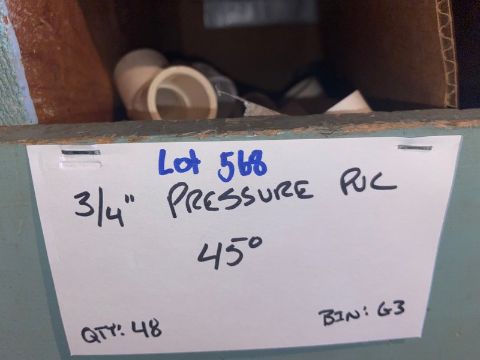 Lot 568
3/4" PRESSURE PVC
45°
QTY: 48
BIN: G3